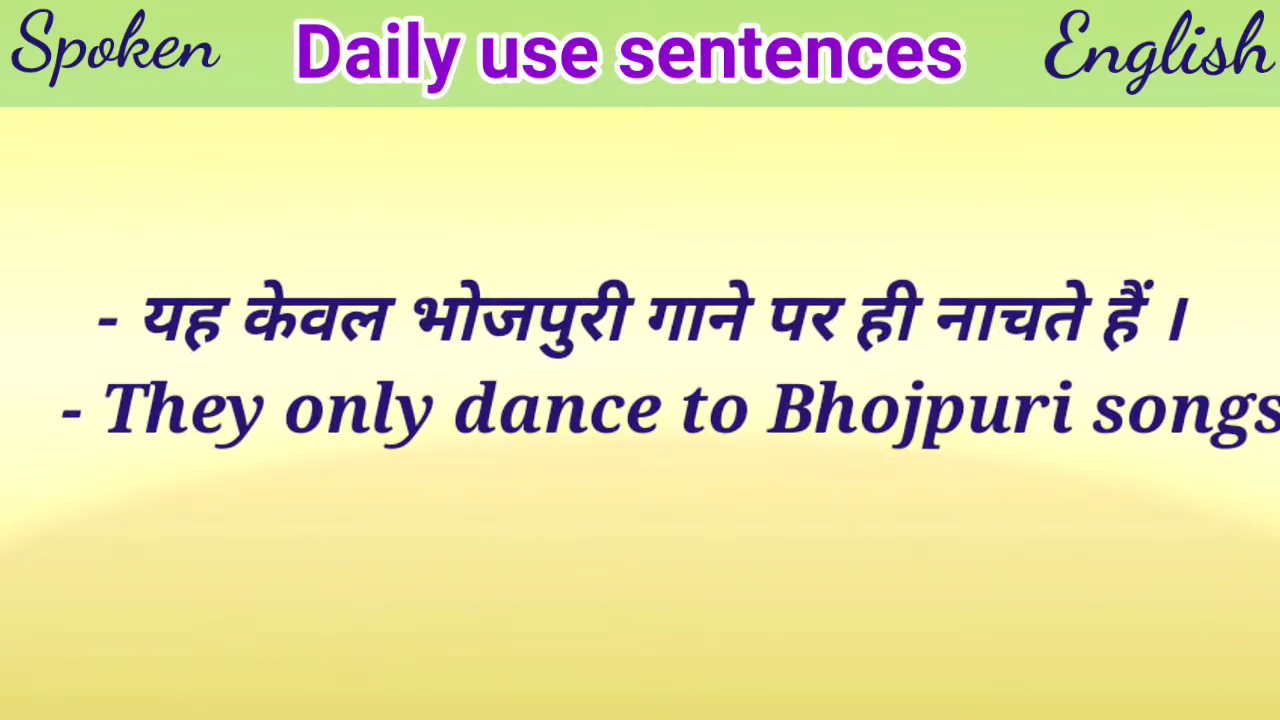 Spoken Daily use sentences English
- यह केवल भोजपुरी गाने पर ही नाचते हैं ।
- They only dance to Bhojpuri songs